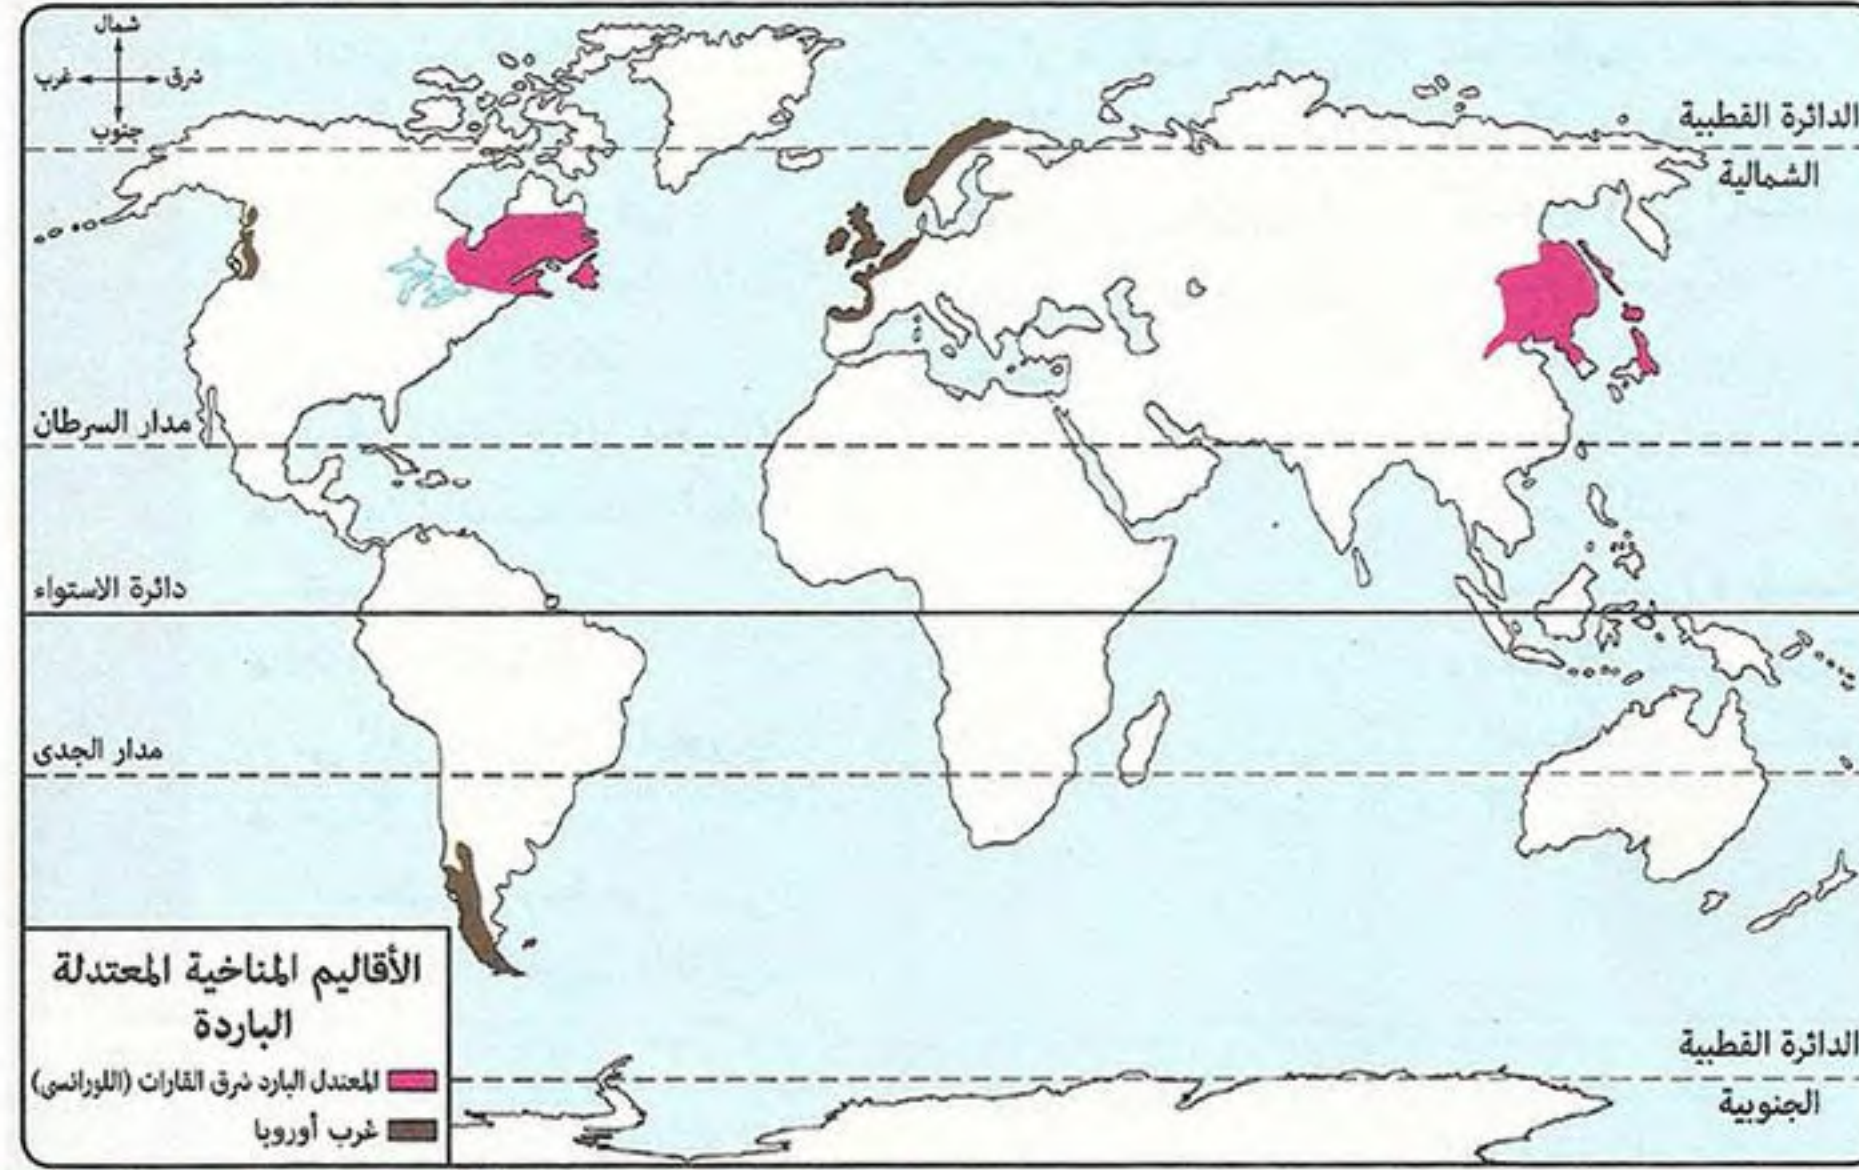 شمال
غرب
شرق
جنوب
الدائرة القطبية
الشمالية
مدار السرطان
دائرة الاستواء
مدار الجدى
الأقاليم المناخية المعتدلة
الباردة
المعتدل البارد شرق القارات (اللورانسى)
غرب أوروبا
الدائرة القطبية
الجنوبية